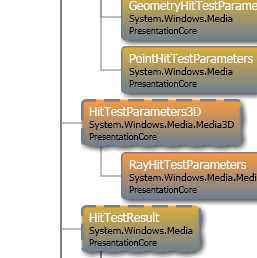 GeometryHitTestParame
System.Windows.Media
PresentationCore
PointHitTestParameters
System.Windows.Media
PresentationCore
HitTestParameters3D
System.Windows.Media.Media3D
PresentationCore
RayHitTestParameters
System.Windows.Media.Medi
PresentationCore
HitTestResult
System.Windows.Media
PresentationCore